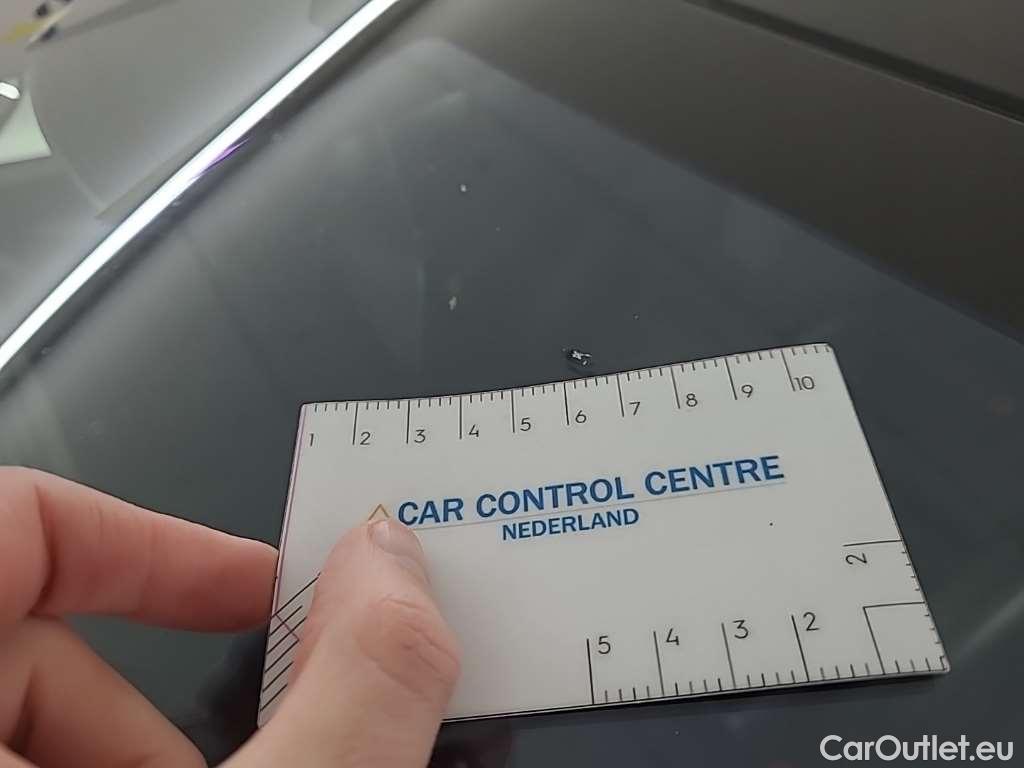 1 2 3 4 5 6 7 8 9 10
CAR CONTROL CENTRE
NEDERLAND
2
5 4 3 2
CarOutlet.eu